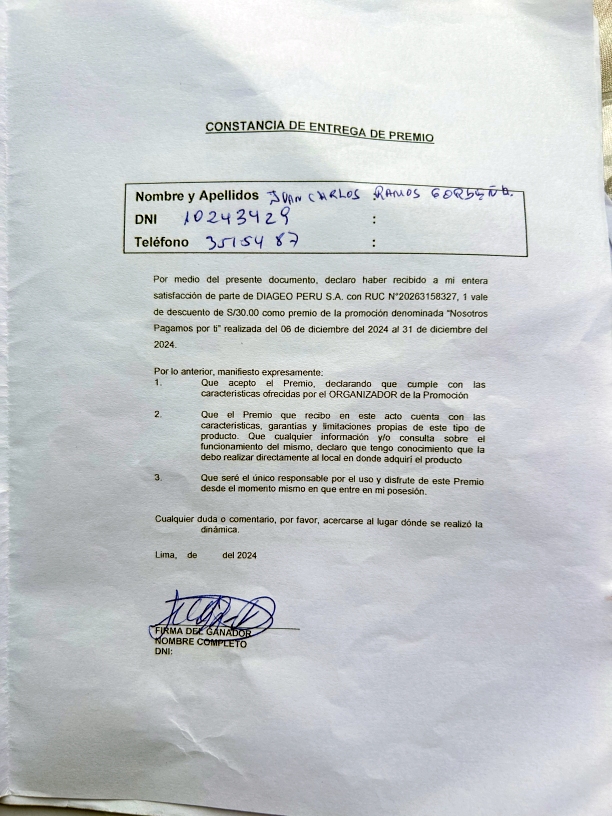 CONSTANCIA DE ENTREGA DE PREMIO
Nombre y Apellidos JUAN CARLOS : RAMOS
DNI 10243429 :
Teléfono 3515487 :
Por medio del presente documento, declaro haber recibido a mi entera
satisfacción de parte de DIAGEO PERU S.A. con RUC N°20263158327, 1 vale
de descuento de S/30.00 como premio de la promoción denominada "Nosotros
Pagamos por ti" realizada del 06 de diciembre del 2024 al 31 de diciembre del
2024.
Por lo anterior, manifiesto expresamente:
1. Que acepto el Premio, declarando que cumple con las
características ofrecidas por el ORGANIZADOR de la Promoción
2. Que el Premio que recibo en este acto cuenta con las
características, garantías y limitaciones propias de este tipo de
producto. Que cualquier información y/o consulta sobre el
funcionamiento del mismo, declaro que tengo conocimiento que la
debo realizar directamente al local en donde adquirí el producto
3. Que seré el único responsable por el uso y disfrute de este Premio
desde el momento mismo en que entre en mi posesión.
Cualquier duda o comentario, por favor, acercarse al lugar dónde se realizó la
dinámica.
Lima, de del 2024
FIRMA DEL GANADOR
NOMBRE COMPLETO
DNI: